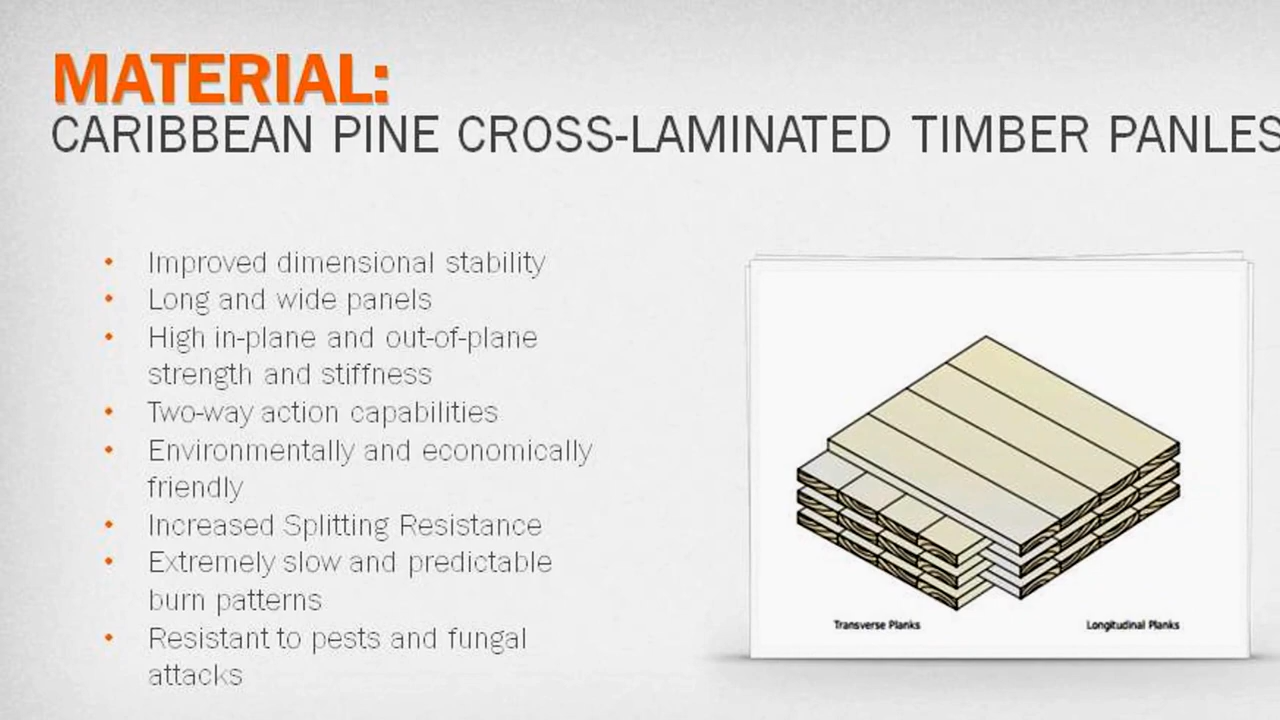 MATERIAL:
CARIBBEAN PINE CROSS-LAMINATED TIMBER PANLES
• Improved dimensional stability
• Long and wide panels
• High in-plane and out-of-plane
strength and stiffness
• Two-way action capabilities
• Environmentally and economically
friendly
• Increased Splitting Resistance
• Extremely slow and predictable
burn patterns
• Resistant to pests and fungal
attacks
Transverse Planks
Longitudinal Planks